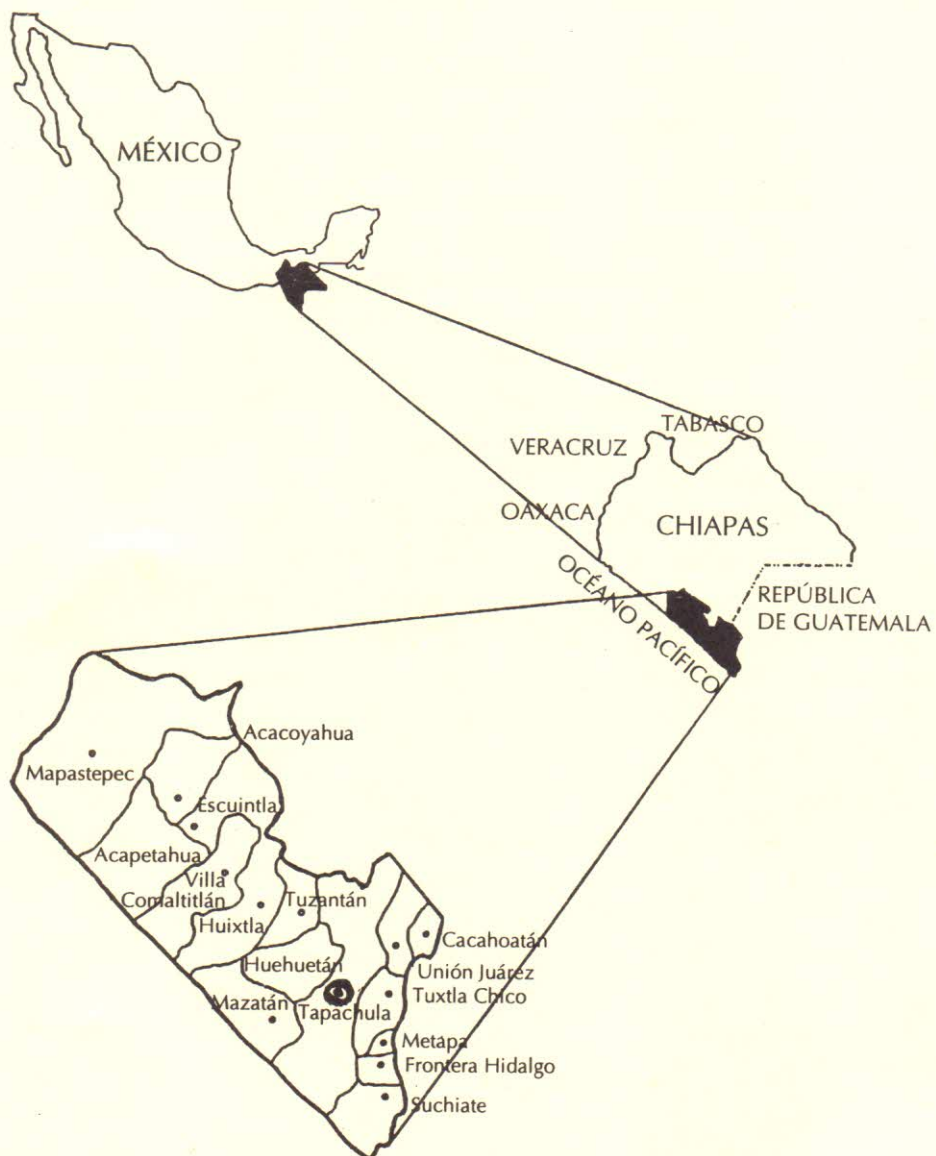 MÉXICO
TABASCO
VERACRUZ
OAXACA
CHIAPAS
OCÉANO PACÍFICO
REPÚBLICA
DE GUATEMALA
Acacoyahua
Mapastepec
Escuintla
Acapetahua
Villa
Comaltitlán
Tuzantán
Huixtla
Cacahoatán
Huehuetán
Unión Juárez
Mazatán
Tapachula
Tuxtla Chico
Metapa
Frontera Hidalgo
Suchiate